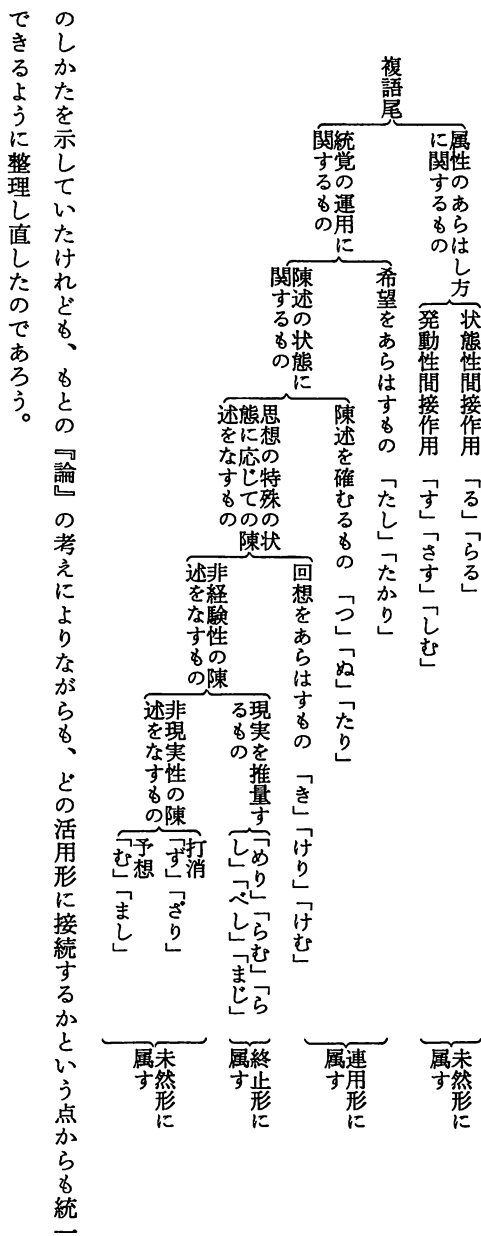 複語尾
属性のあらはし方
に関するもの
状態性間接作用　「る」「らる」
発動性間接作用　「す」「さす」「しむ」
未然形に
属す
統覚の運用に
関するもの
希望をあらはすもの　「たし」「たかり」
陳述の状態に
関するもの
陳述を確むるもの　「つ」「ぬ」「たり」
思想の特殊の状
態に応じての陳
述をなすもの
回想をあらはすもの　「き」「けり」「けむ」
連用形に
属す
非経験性の陳
述をなすもの
現実を推量す
るもの
「めり」「らむ」「ら
し」「べし」「まじ」
終止形に
属す
非現実性の陳
述をなすもの
打消
「ず」「ざり」
予想
「む」「まし」
未然形に
属す
のしかたを示していたけれども、もとの『論』の考えによりながらも、どの活用形に接続するかという点からも統一
できるように整理し直したのであろう。